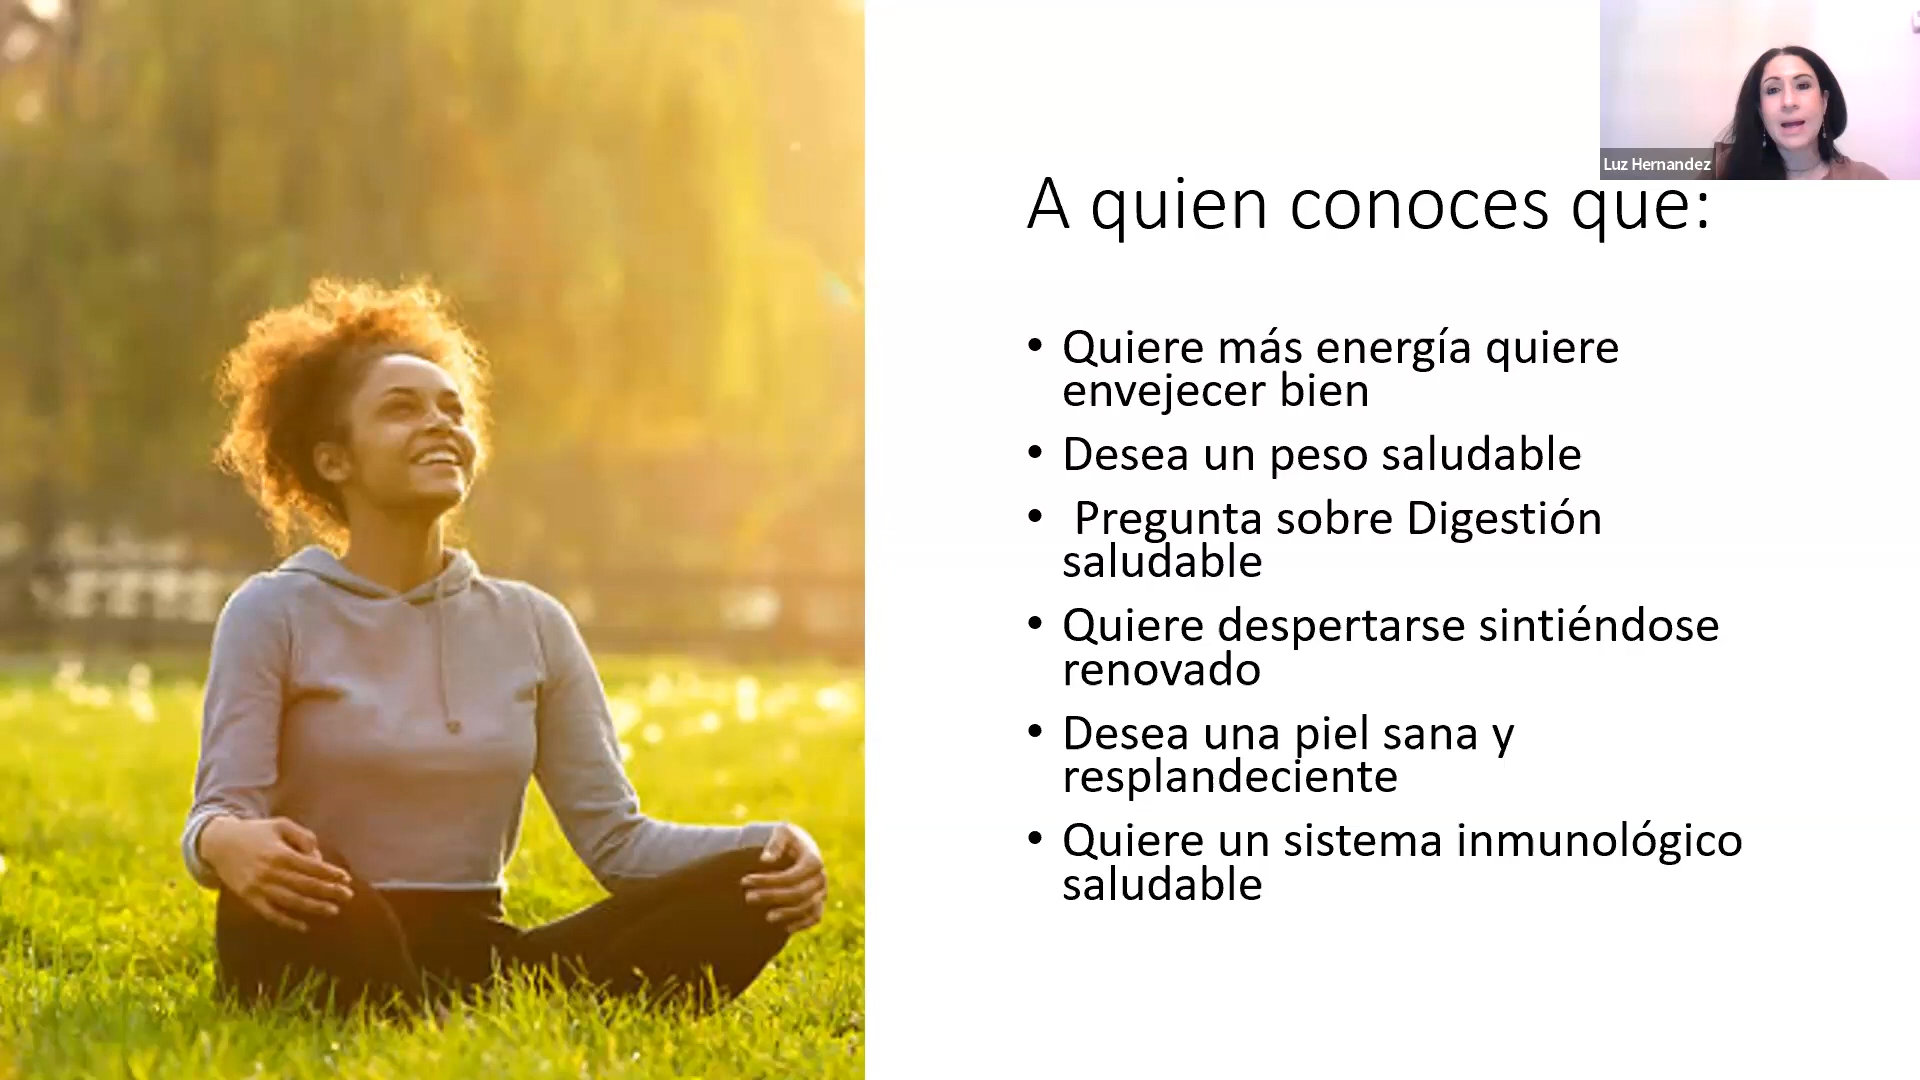 Luz Hernandez
A quien conoces que:
• Quiere más energía quiere
envejecer bien
• Desea un peso saludable
• Pregunta sobre Digestión
saludable
• Quiere despertarse sintiéndose
renovado
• Desea una piel sana y
resplandeciente
• Quiere un sistema inmunológico
saludable